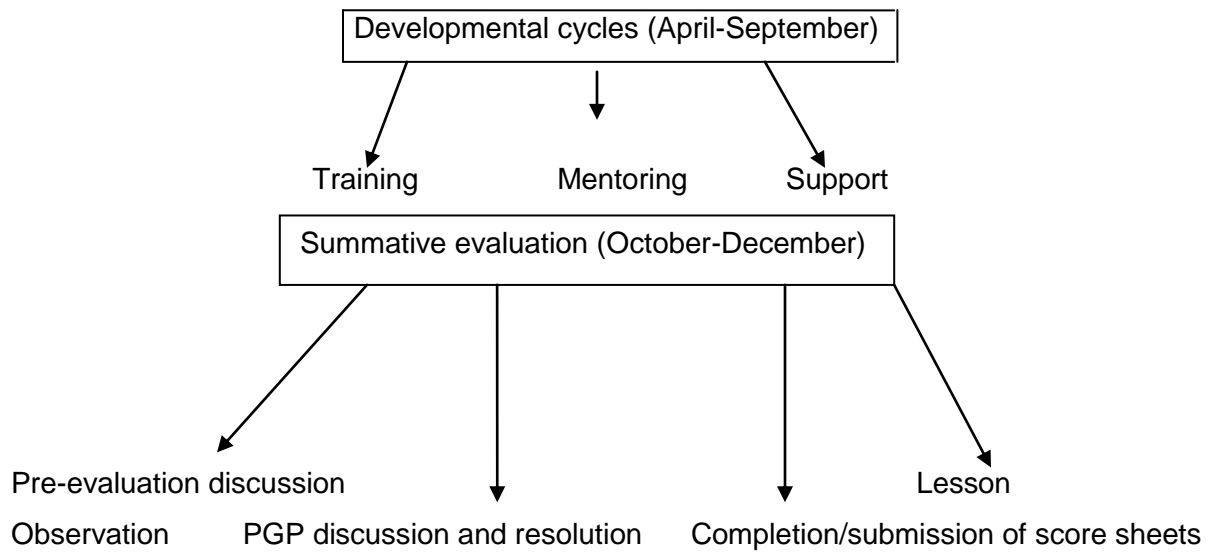 Developmental cycles (April-September)
Training Mentoring Support
Summative evaluation (October-December)
Pre-evaluation discussion Lesson
Observation PGP discussion and resolution Completion/submission of score sheets